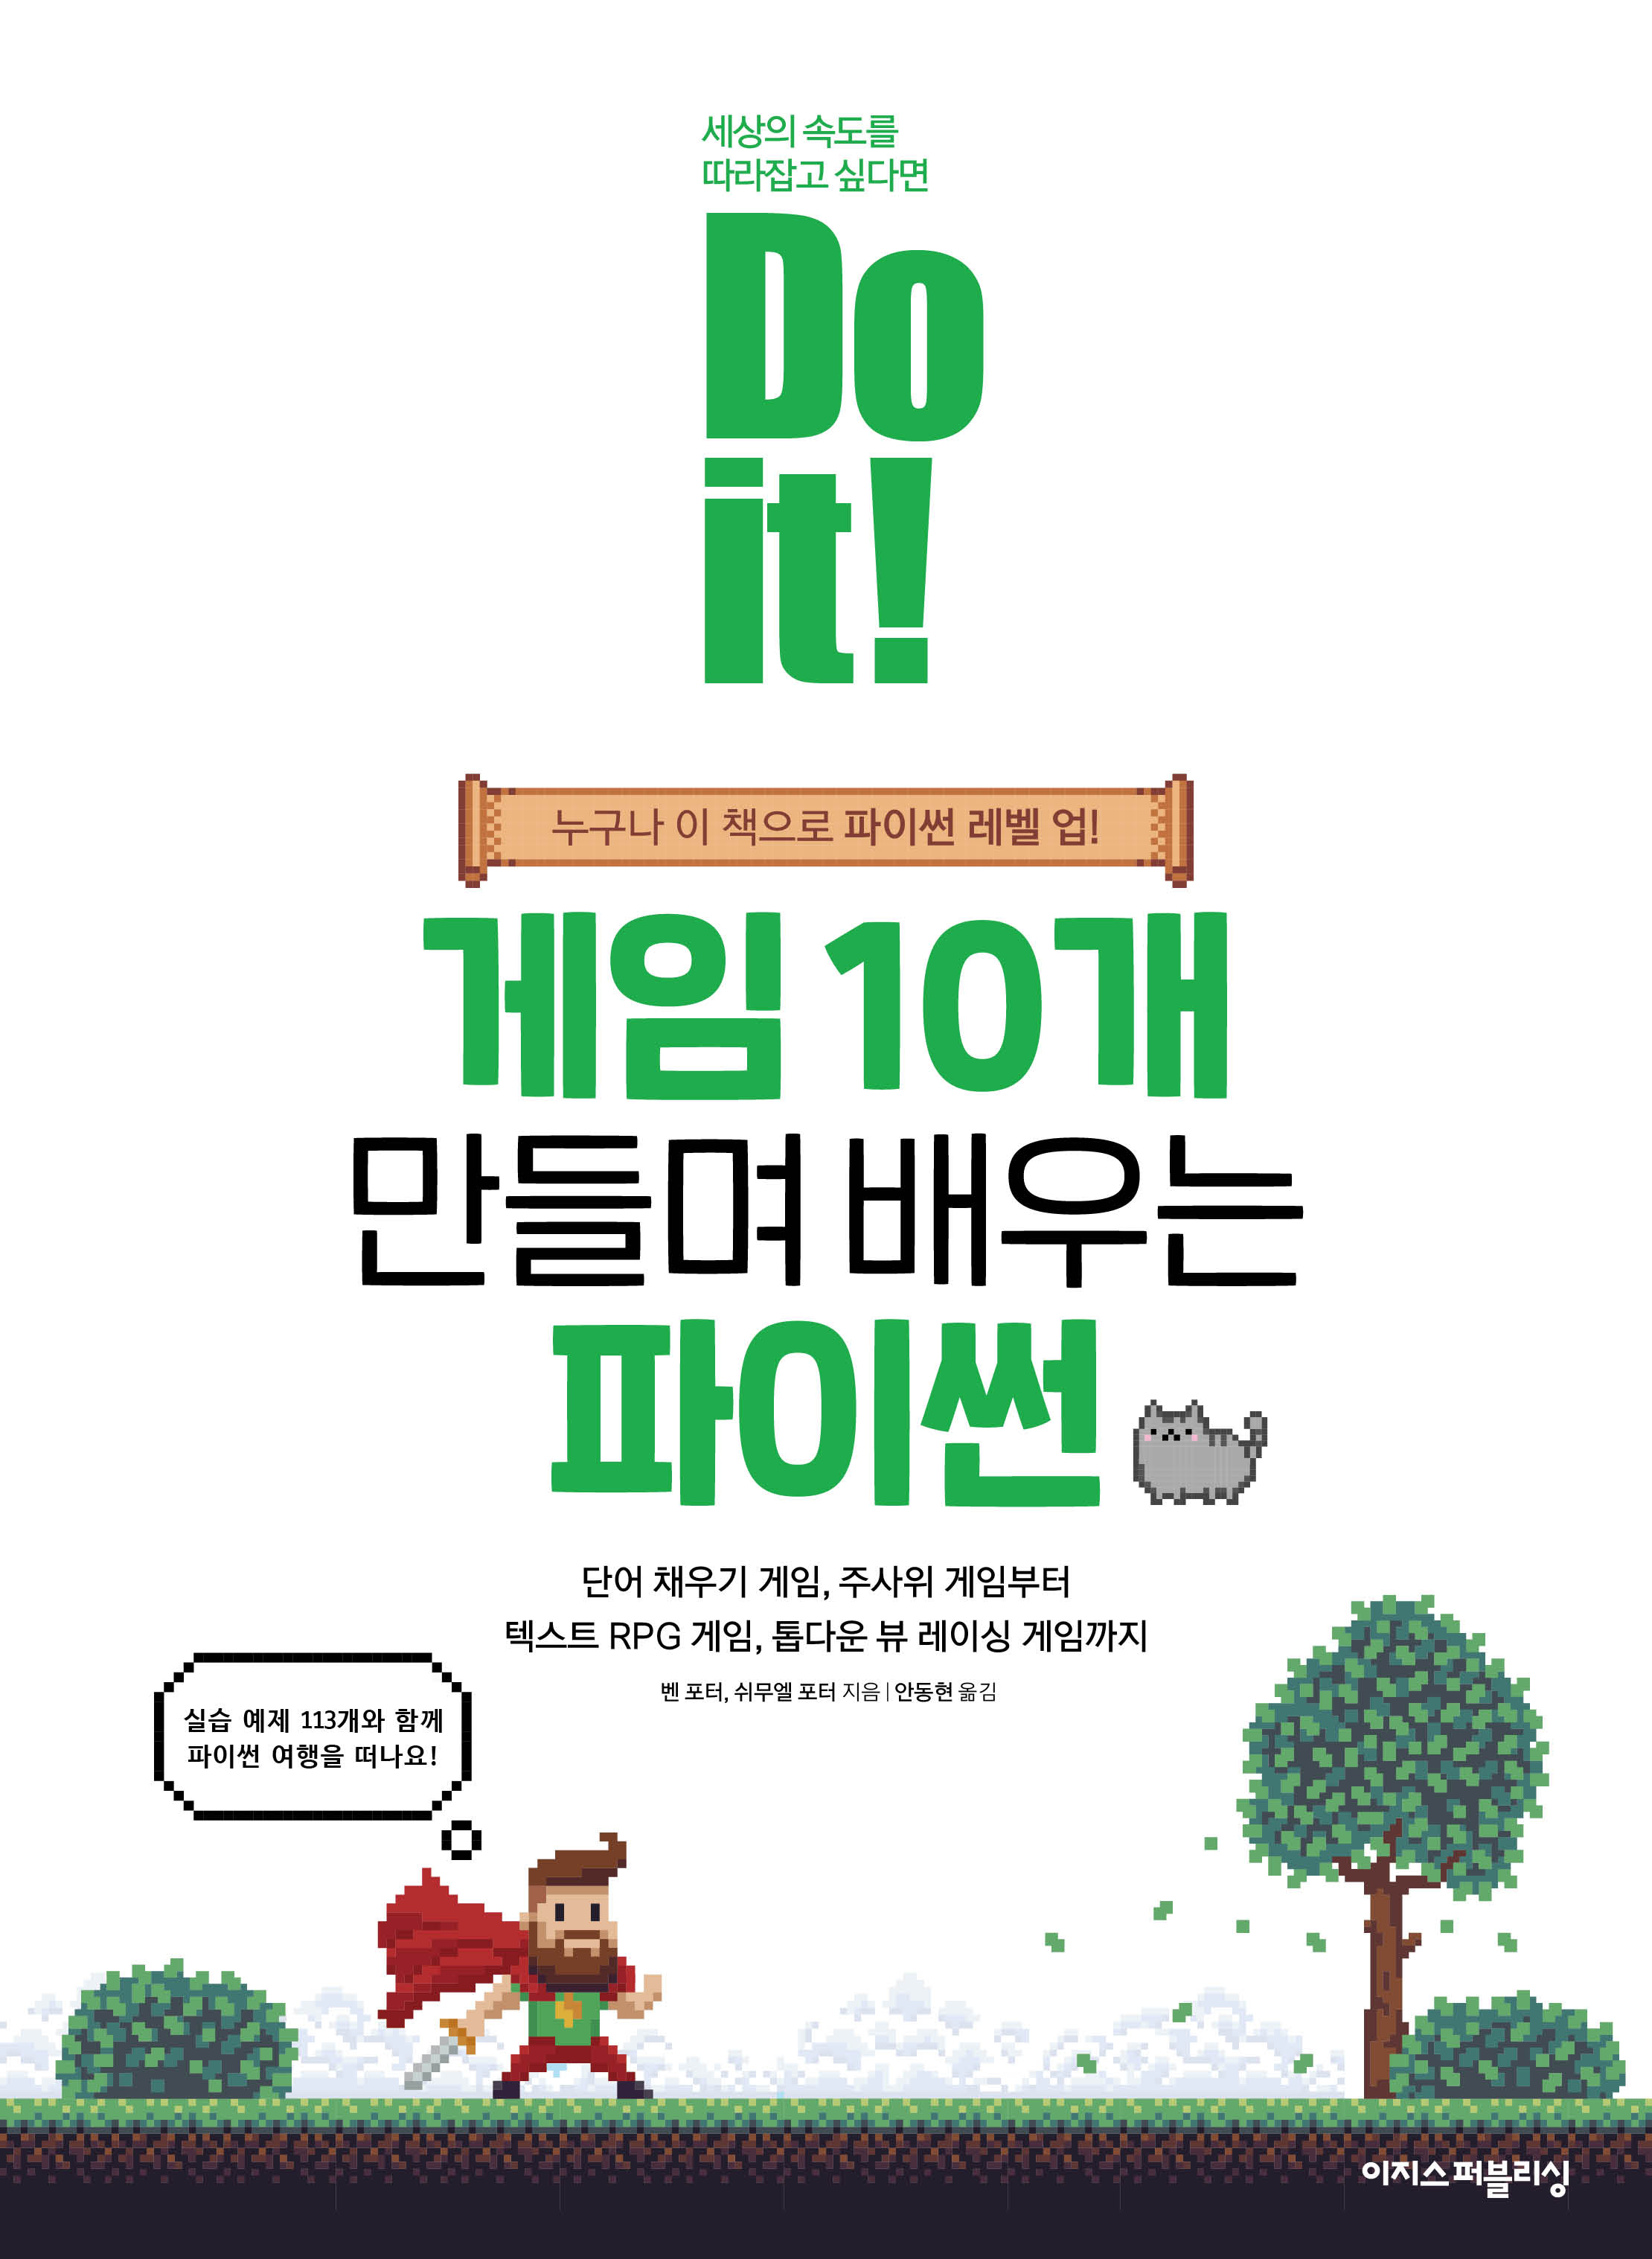 세상의 속도를
따라잡고 싶다면
Do
it!
누구나 이 책으로 파이썬 레벨 업!
게임 10개
만들며 배우는
파이썬
단어 채우기 게임, 주사위 게임부터
텍스트 RPG 게임, 톱다운 뷰 레이싱 게임까지
벤 포터, 쉬무엘 포터 지음 | 안동현 옮김
실습 예제 113개와 함께
파이썬 여행을 떠나요!
이지스퍼블리싱